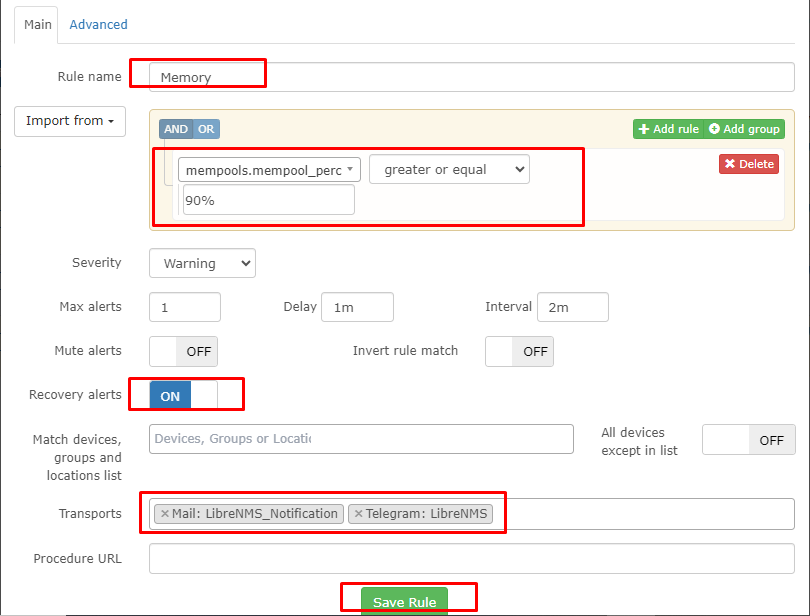 Main Advanced
Rule name Memory
Import from
AND OR Add rule Add group
mempools.mempool_perc greater or equal Delete
90%
Severity Warning
Max alerts 1 Delay 1m Interval 2m
Mute alerts OFF Invert rule match OFF
Recovery alerts ON
Match devices,
groups and
locations list
Devices, Groups or Locatic
All devices
except in list
OFF
Transports ×Mail: LibreNMS_Notification ×Telegram: LibreNMS
Procedure URL
Save Rule